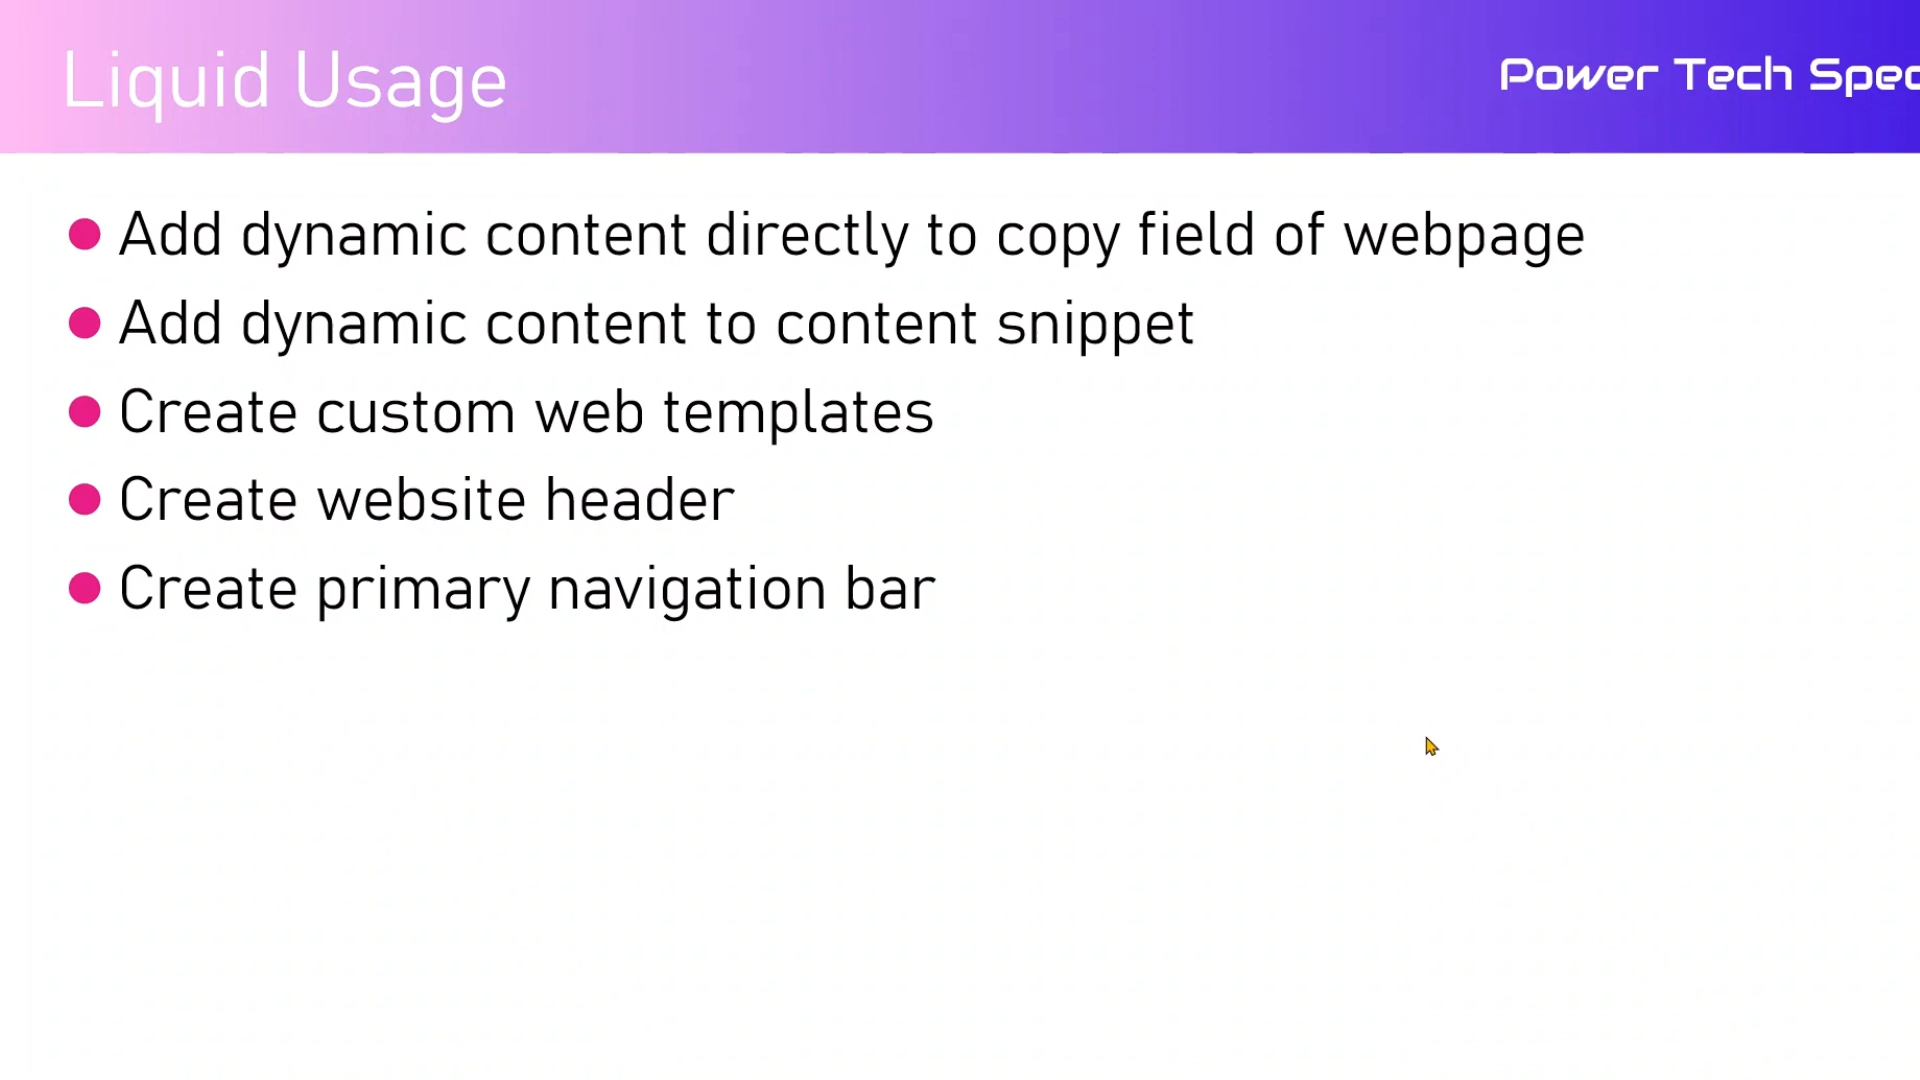 Liquid Usage
Power Tech Spec
Add dynamic content directly to copy field of webpage
Add dynamic content to content snippet
Create custom web templates
Create website header
Create primary navigation bar